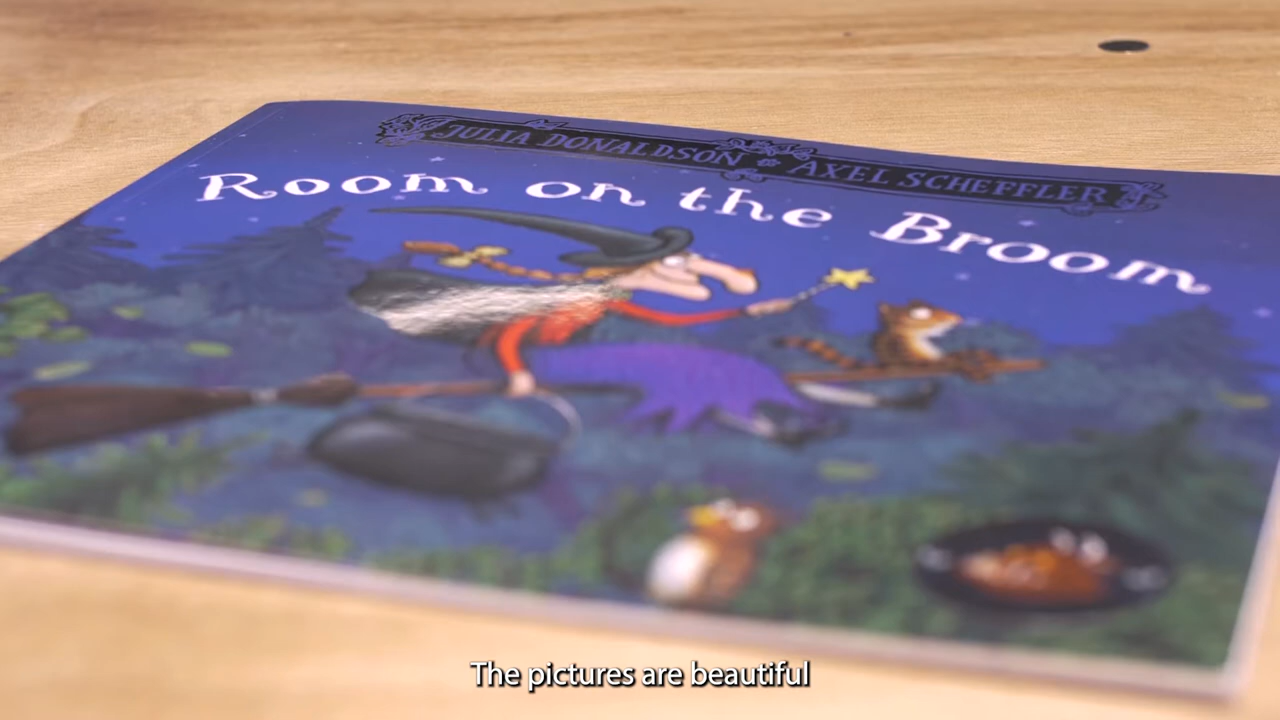 JULIA DONALDSON AXEL SCHEFFLER
Room on the Broom
The pictures are beautiful